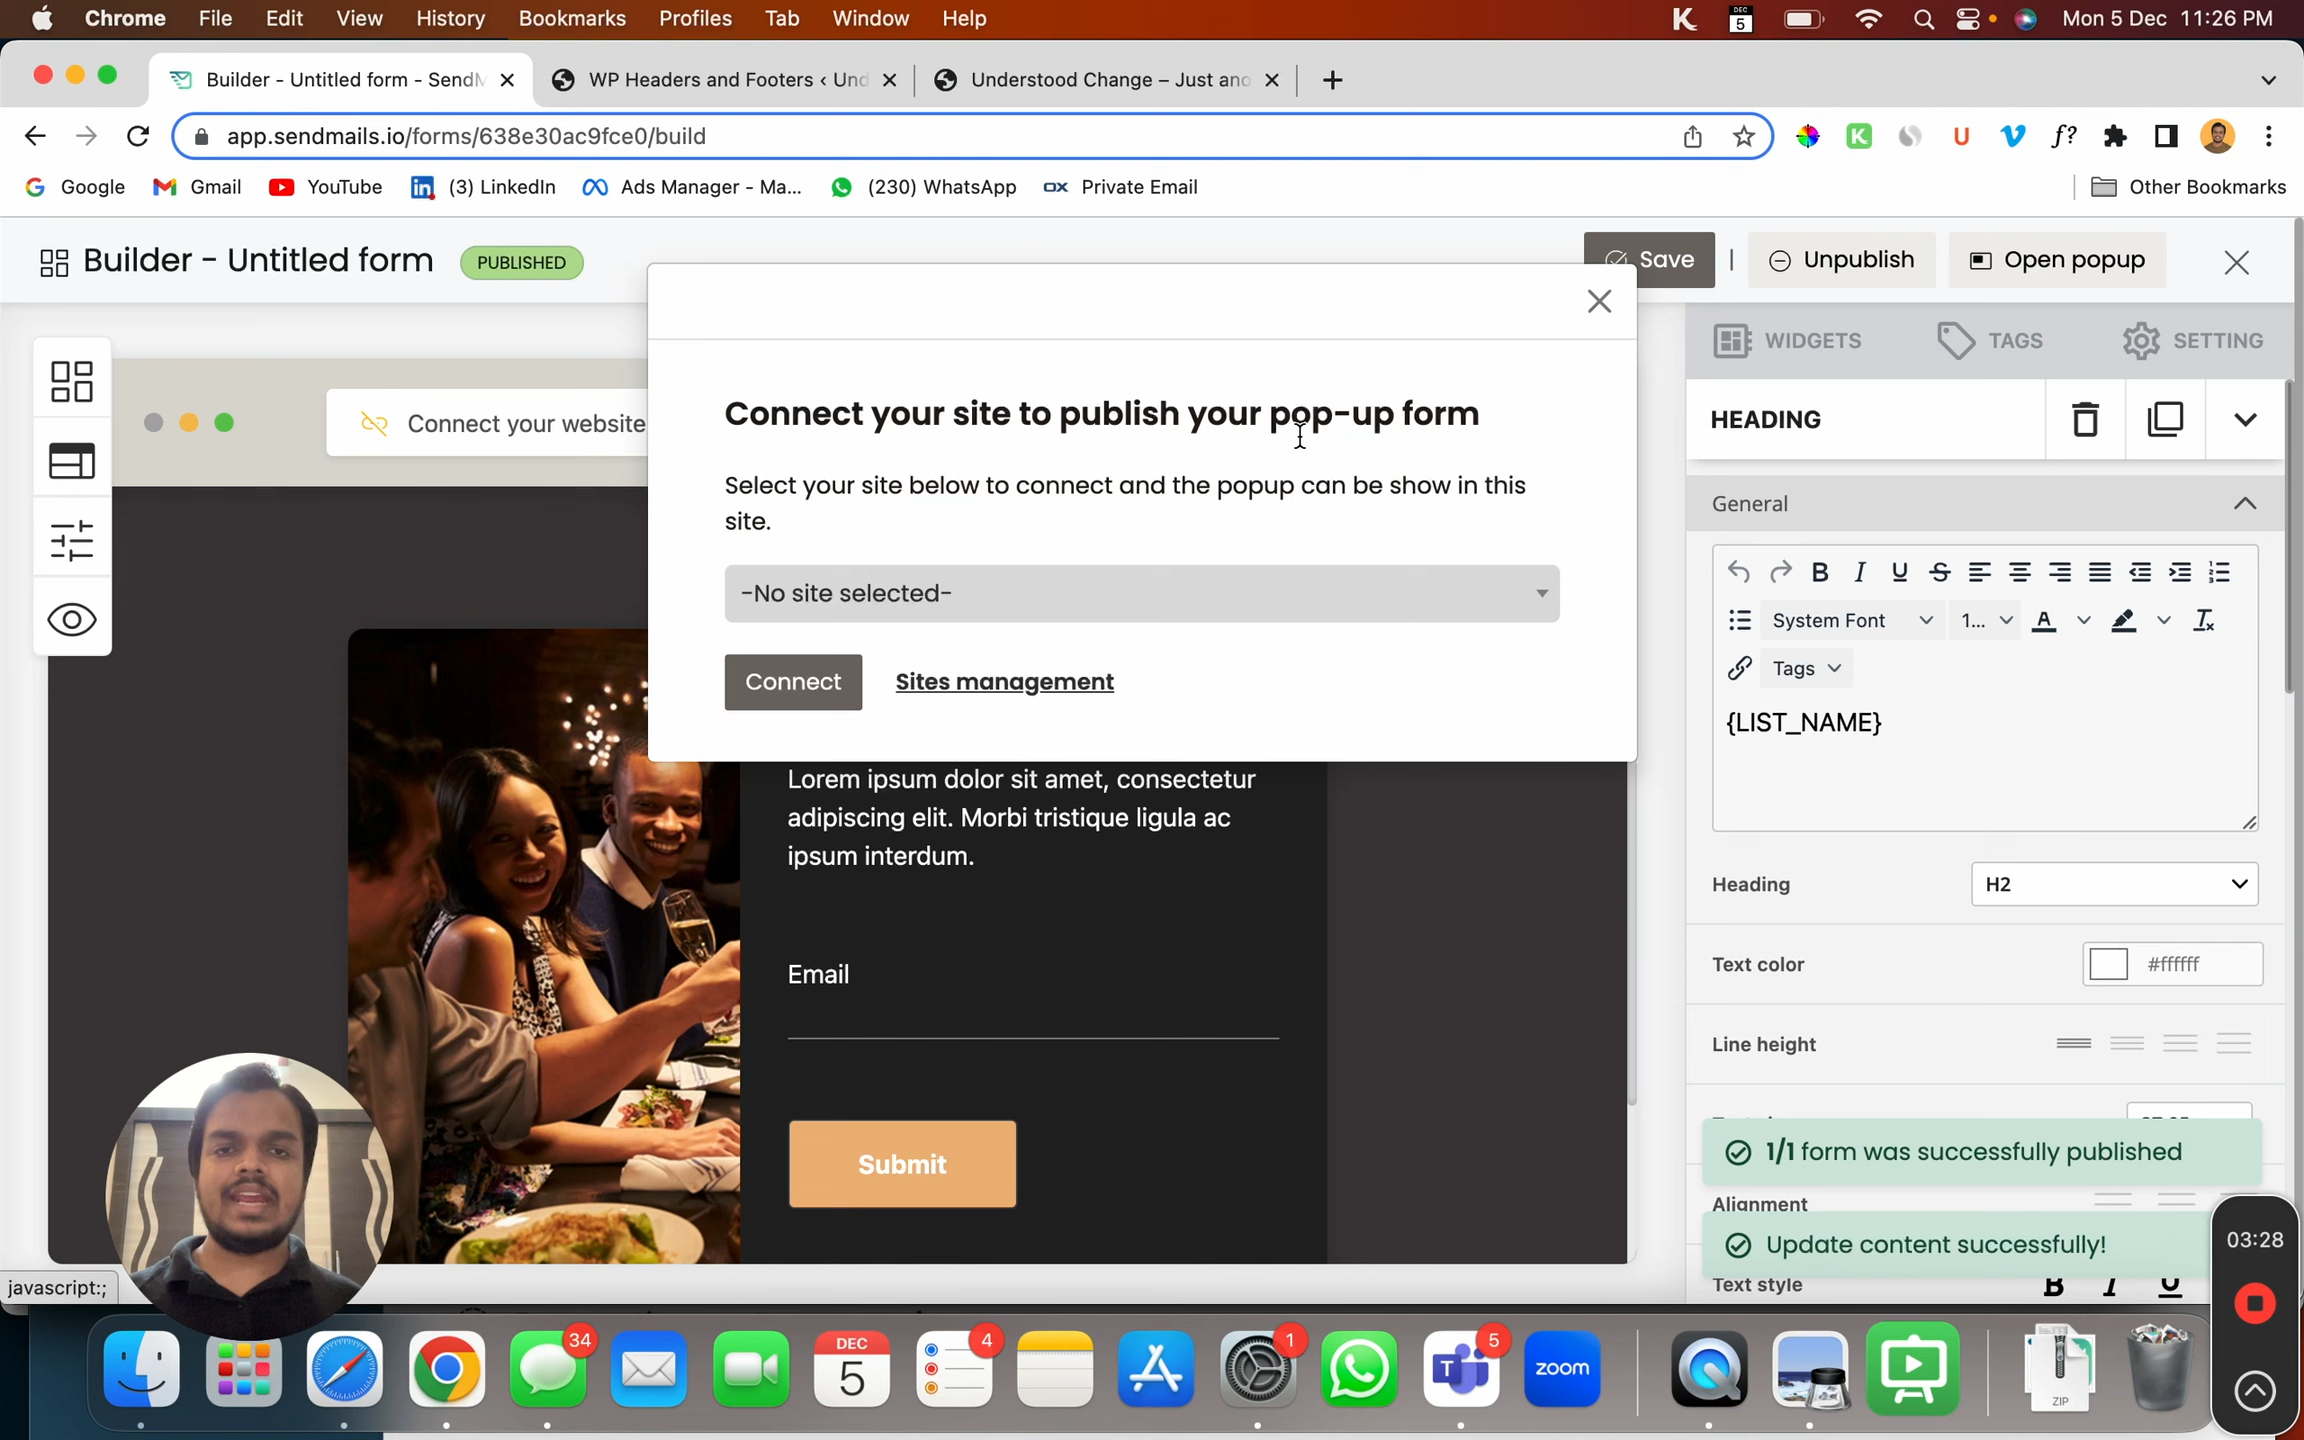 Chrome File Edit View History Bookmarks Profiles Tab Window Help
DEC 5
Mon 5 Dec 11:26 PM
Builder - Untitled form - SendM
WP Headers and Footers ‹ Und
Understood Change – Just ano
app.sendmails.io/forms/638e30ac9fce0/build
Google Gmail YouTube (3) LinkedIn Ads Manager - Ma... (230) WhatsApp OX Private Email
Other Bookmarks
Builder - Untitled form PUBLISHED
Save | Unpublish Open popup
WIDGETS TAGS SETTING
Connect your website
Connect your site to publish your pop-up form
Select your site below to connect and the popup can be show in this
site.
-No site selected-
Connect Sites management
HEADING
General
System Font 1...
Tags
{LIST_NAME}
Heading H2
Text color #ffffff
Line height
Lorem ipsum dolor sit amet, consectetur
adipiscing elit. Morbi tristique ligula ac
ipsum interdum.
Email
Submit
1/1 form was successfully published
Alignment
Update content successfully!
Text style B I U
03:28
javascript:;
34
DEC
5
4
1
5
zoom
ZIP